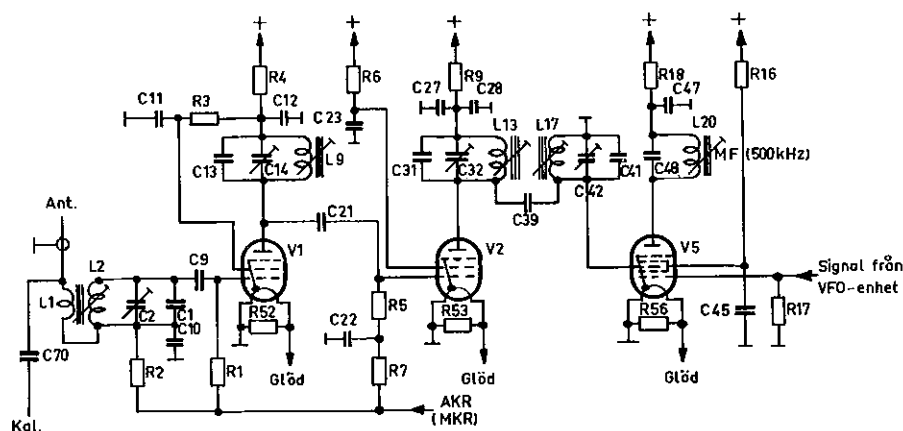 + + + + +
R4 R6 R9 R18 R16
C11 R3 C12 C23 C27 C28 C47
L13 L17 L20
C13 C14 L9 C31 C32 C39 C42 C41 C48 MF (500kHz)
Ant.
C21
V1 V2 V5
L1 L2 C9
C2 C1 C10
R52 R5 R53 R56 C45 R17
Signal från
VFO-enhet
C70 R2 R1 C22 R7
Glöd Glöd Glöd
Kal.
AKR
(MKR)